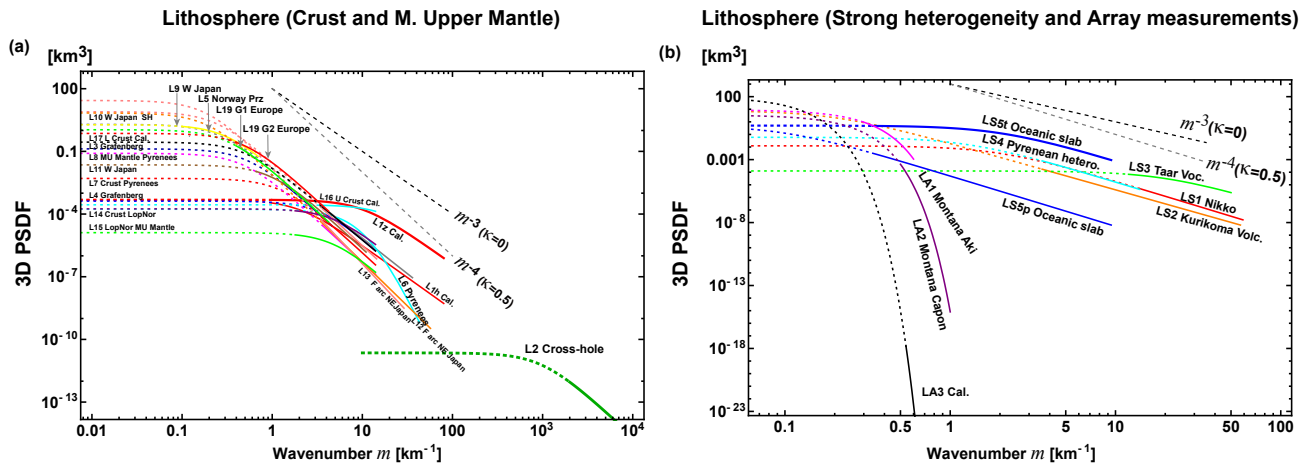 Lithosphere (Crust and M. Upper Mantle)
(a)
[km³]
100
0.1
10⁻⁴
10⁻⁷
10⁻¹⁰
10⁻¹³
3D PSDF
L9 W Japan
L5 Norway Prz
L19 G1 Europe
L19 G2 Europe
L10 W Japan SH
L17 L Crust Cal.
L3 Grafenberg
L8 MU Mantle Pyrenees
L11 W Japan
L7 Crust Pyrenees
L4 Grafenberg
L14 Crust LopNor
L15 LopNor MU Mantle
L16 U Crust Cal.
L1z Cal.
m⁻³(κ=0)
m⁻⁴(κ=0.5)
L1h Cal.
L6 Pyrenees
L13 F arc NEJapan
L12 F arc NE Japan
L2 Cross-hole
0.01 0.1 1 10 100 10³ 10⁴
Wavenumber m [km⁻¹]
Lithosphere (Strong heterogeneity and Array measurements)
(b)
[km³]
100
0.001
10⁻⁸
10⁻¹³
10⁻¹⁸
10⁻²³
3D PSDF
m⁻³(κ=0)
m⁻⁴(κ=0.5)
LS5t Oceanic slab
LS4 Pyrenean hetero.
LS3 Taar Voc.
LS1 Nikko
LS2 Kurikoma Volc.
LS5p Oceanic slab
LA1 Montana Aki
LA2 Montana Capon
LA3 Cal.
0.1 0.5 1 5 10 50
Wavenumber m [km⁻¹]